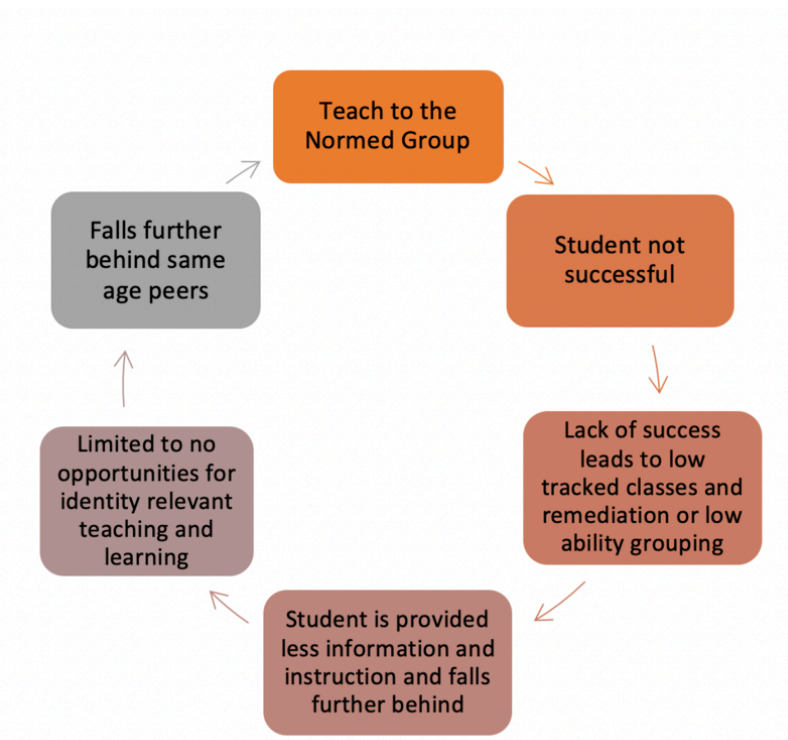 Teach to the
Normed Group
Student not
successful
Lack of success
leads to low
tracked classes and
remediation or low
ability grouping
Student is provided
less information and
instruction and falls
further behind
Limited to no
opportunities for
identity relevant
teaching and
learning
Falls further
behind same
age peers